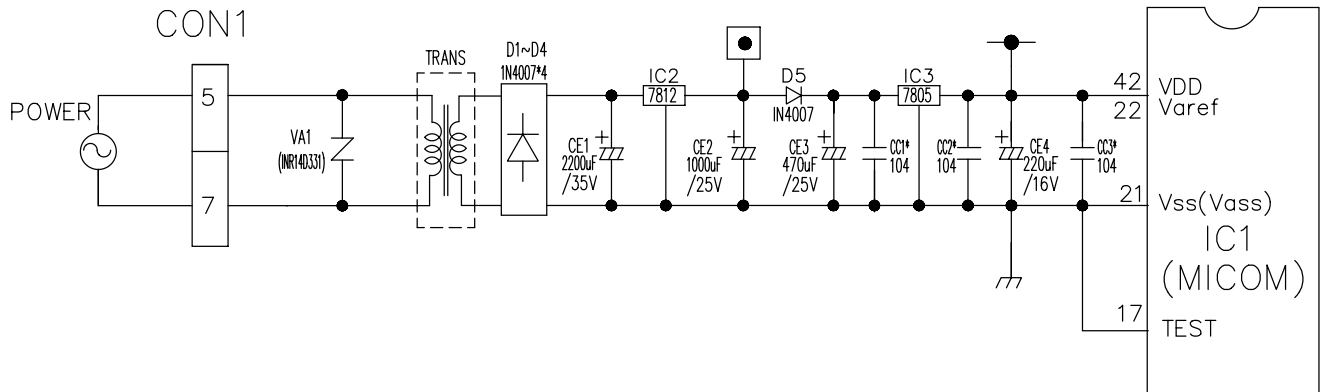 CON1
POWER
5
7
VA1
(INR14D331)
TRANS
D1~D4
1N4007*4
CE1
2200uF
/35V
IC2
7812
CE2
1000uF
/25V
D5
IN4007
CE3
470uF
/25V
CC1*
104
IC3
7805
CC2*
104
CE4
220uF
/16V
CC3*
104
42
22
VDD
Varef
21
Vss(Vass)
IC1
(MICOM)
17
TEST